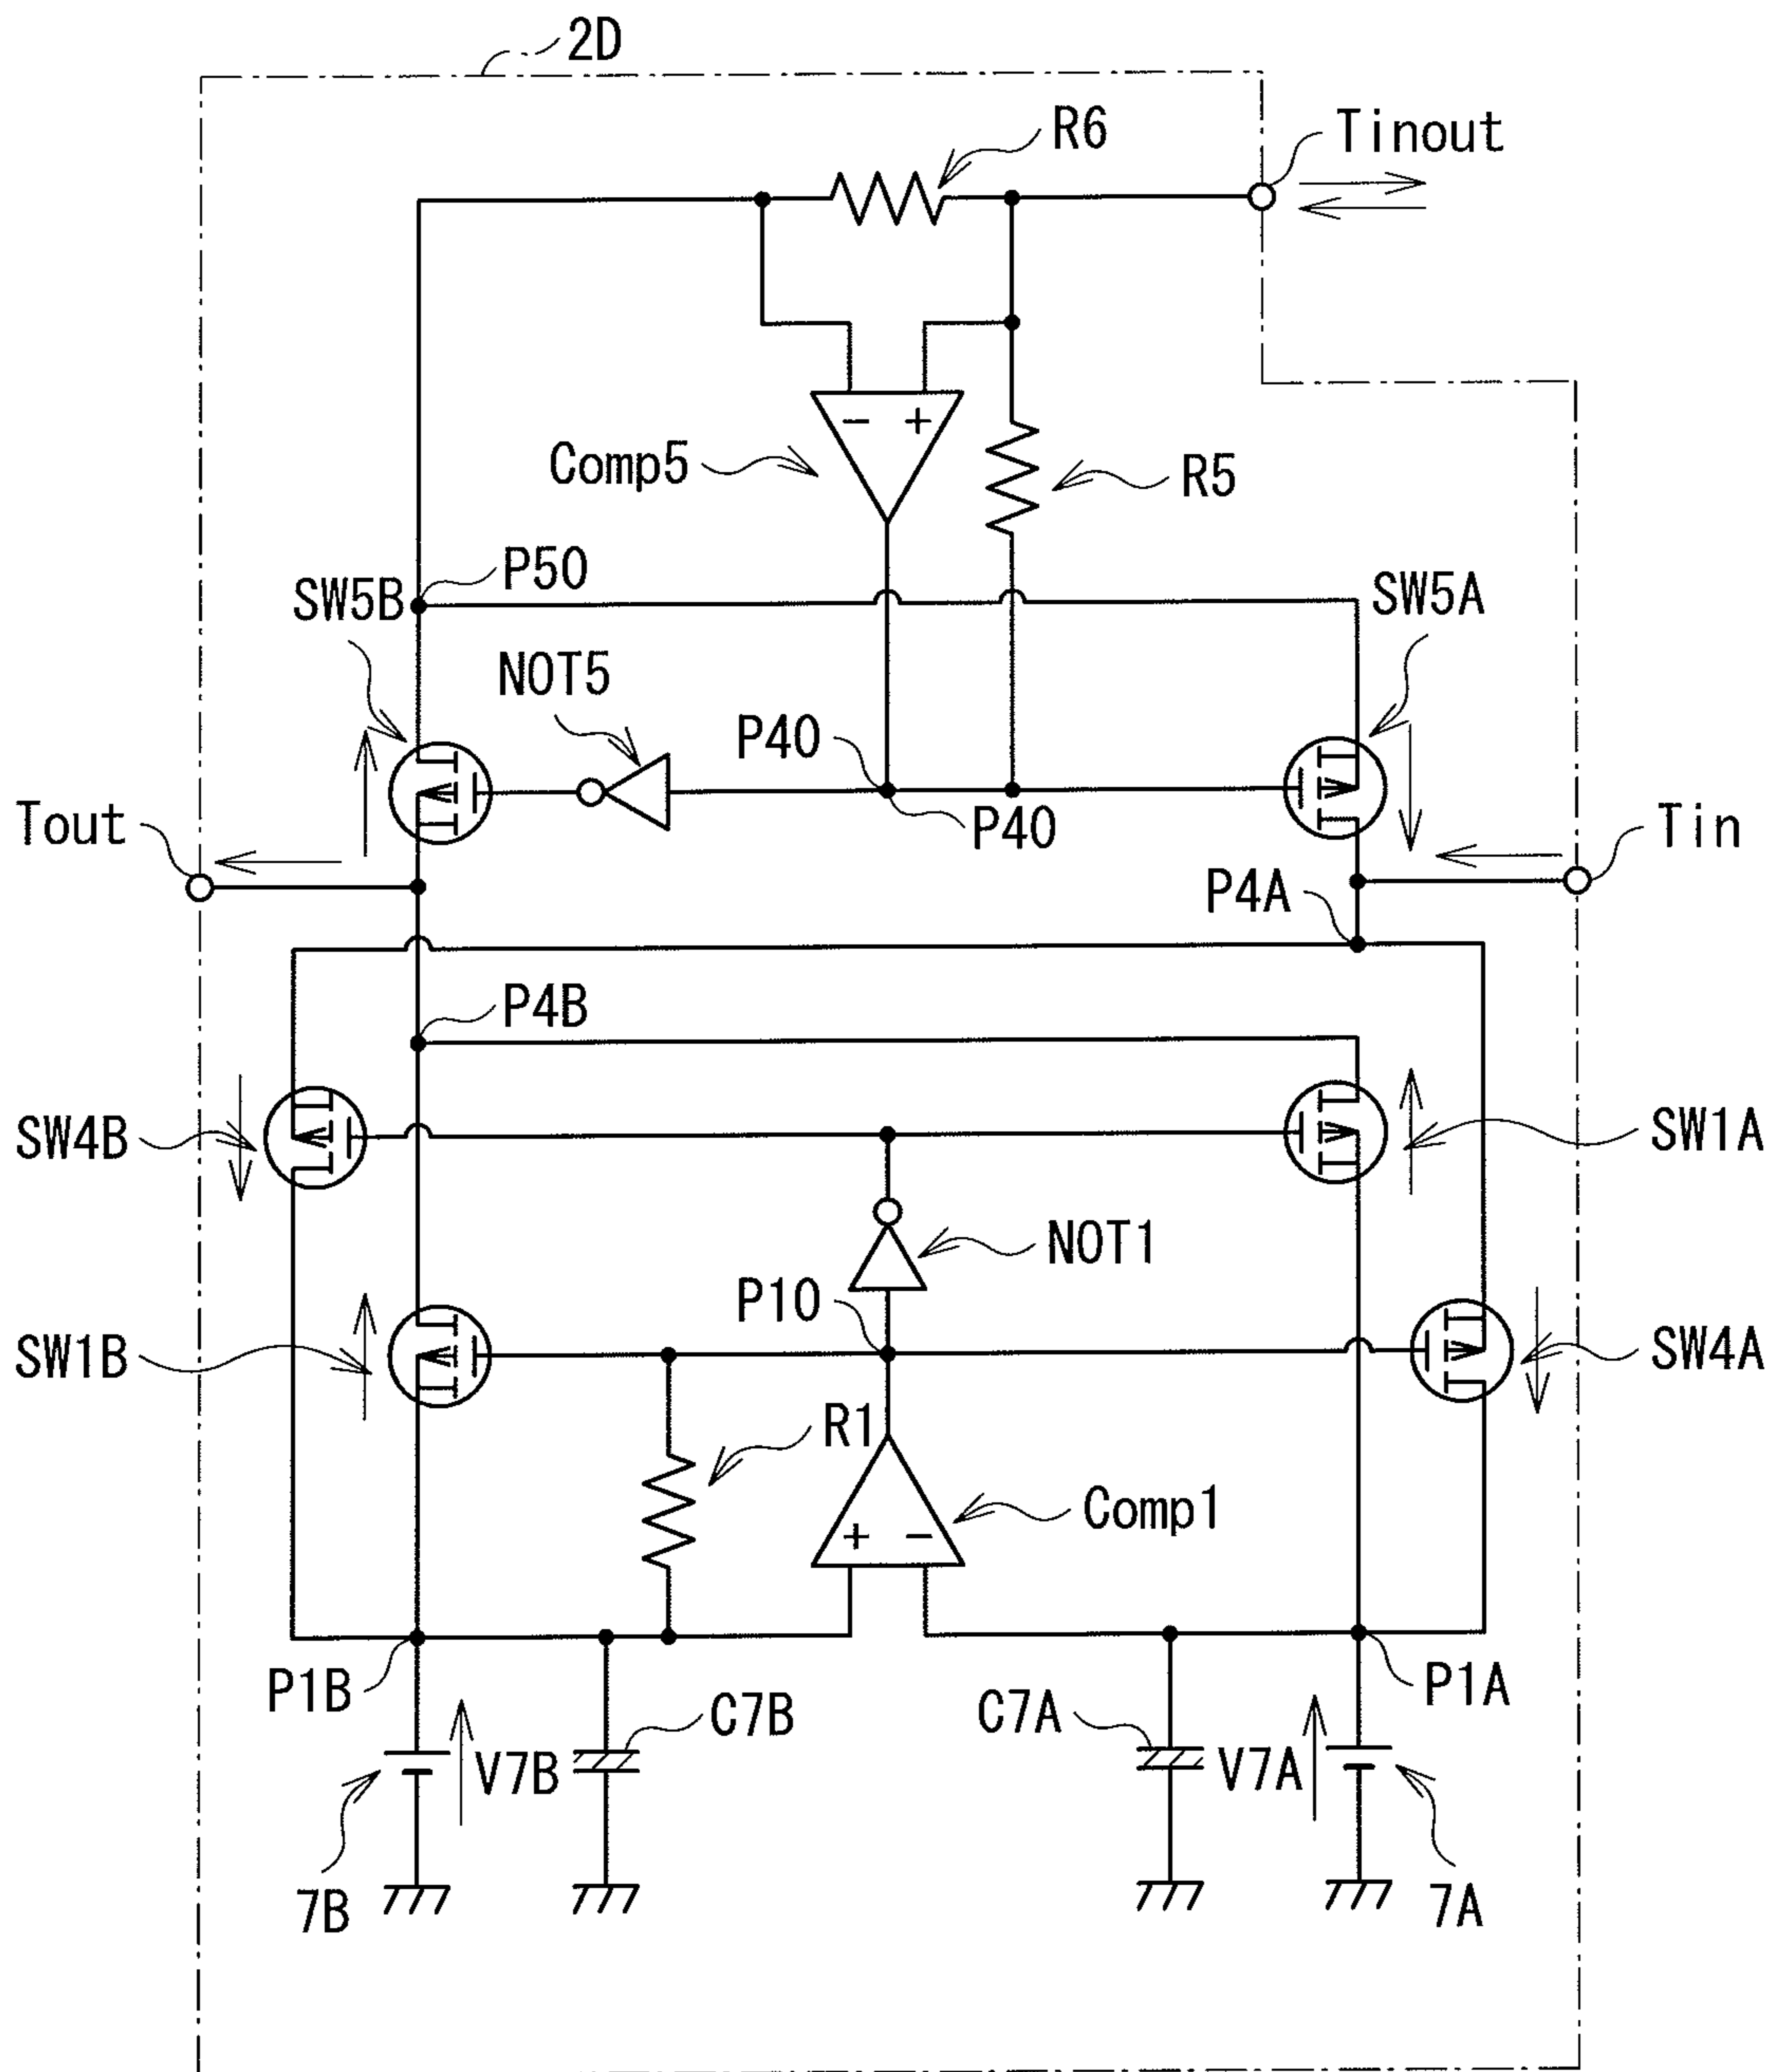 2D
R6
Tinout
- +
Comp5
R5
SW5B
P50
SW5A
NOT5
P40
P40
Tout
Tin
P4A
P4B
SW4B
SW1A
NOT1
P10
SW1B
SW4A
R1
+ -
Comp1
P1B
P1A
C7B
C7A
V7B
V7A
7B
7A